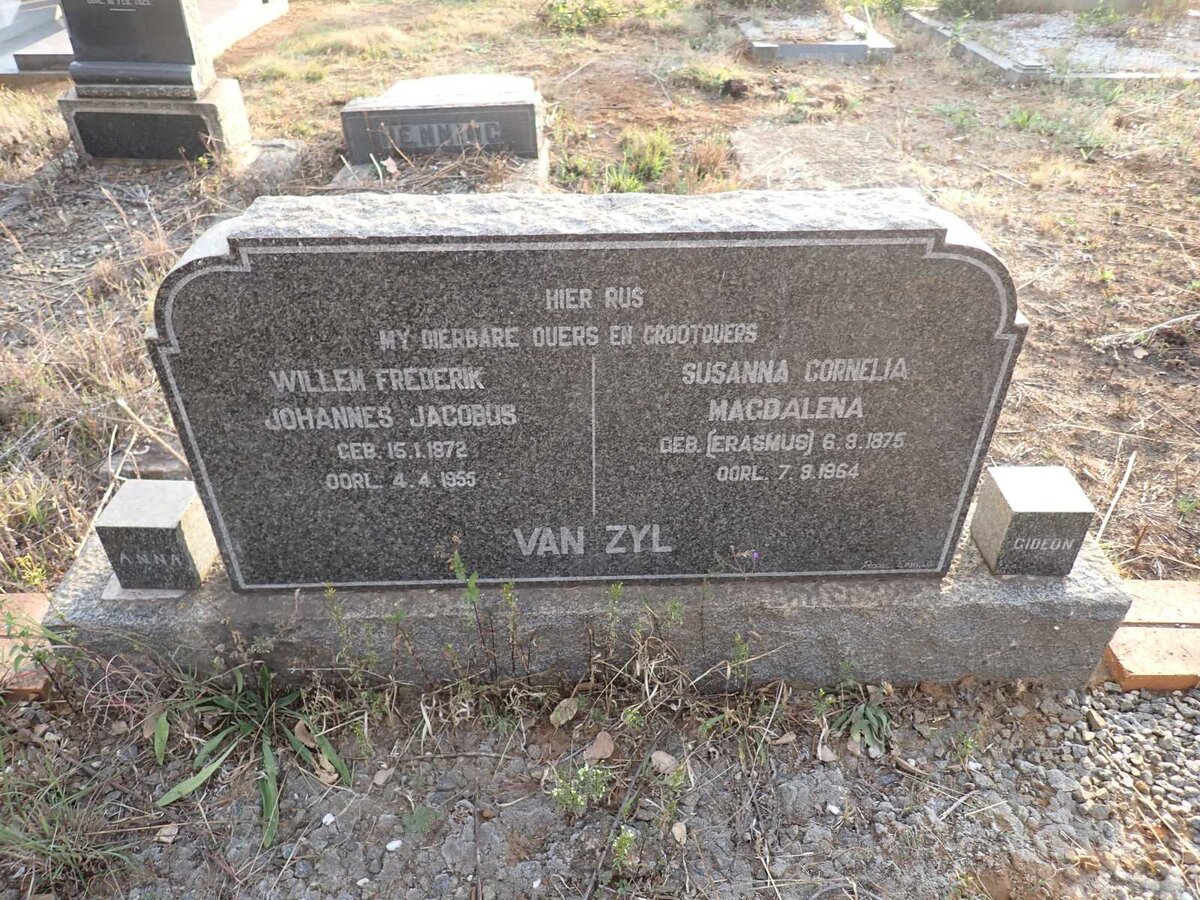 HIER RUS
MY DIERBARE OUERS EN GROOTOUERS
WILLEM FREDERIK
JOHANNES JACOBUS
GEB. 15.1.1872
OORL. 4.4.1955
SUSANNA CORNELIA
MAGDALENA
GEB. (ERASMUS) 6.9.1875
OORL. 7.9.1964
VAN ZYL
ANNA
GIDEON